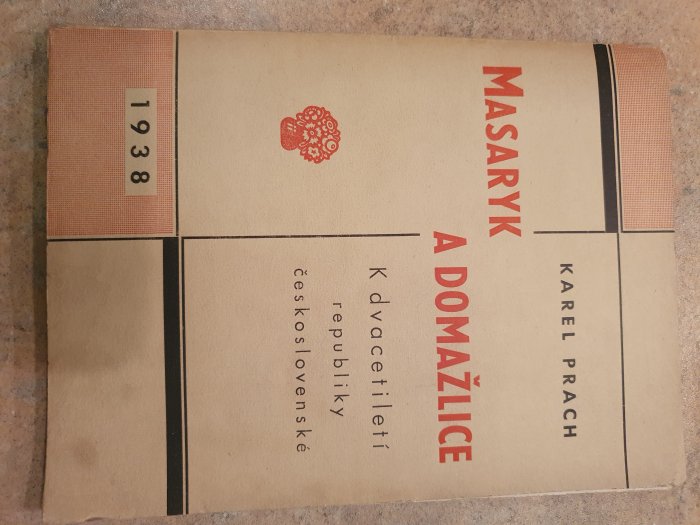 KAREL PRACH
MASARYK
A DOMAŽLICE
K dvacetiletí
republiky
československé
1938